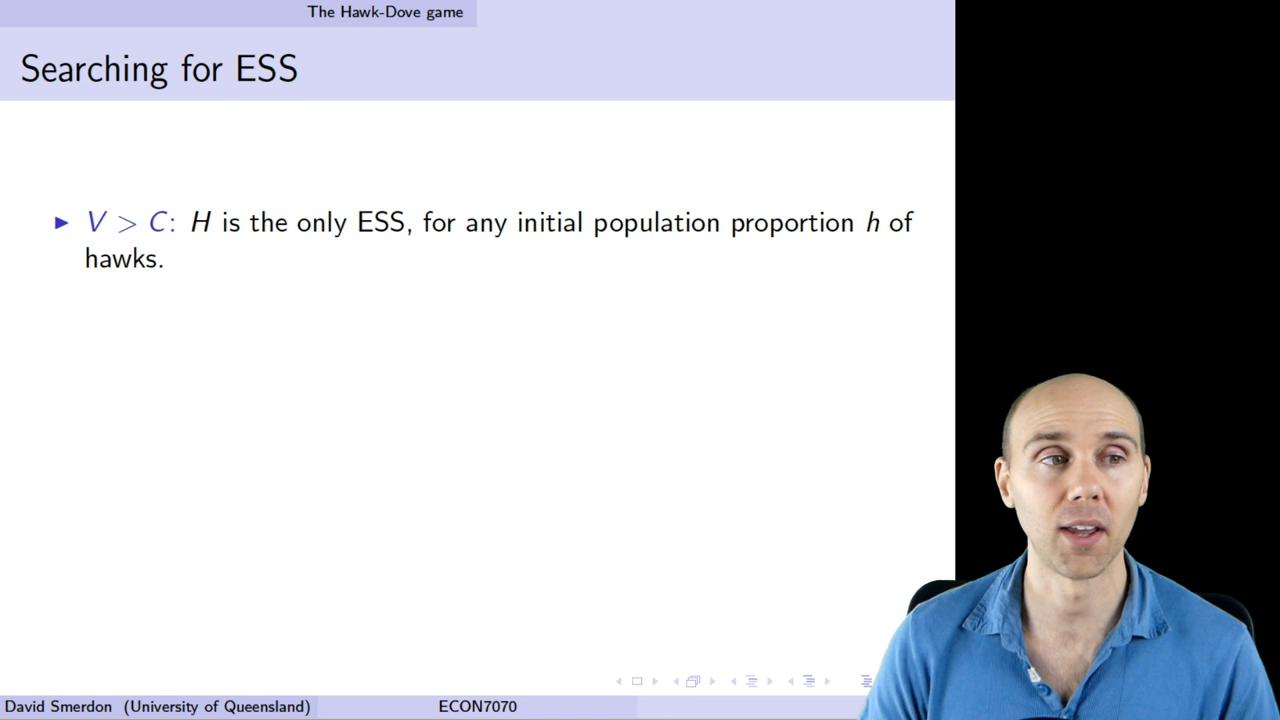 The Hawk-Dove game
Searching for ESS
▶ V > C: H is the only ESS, for any initial population proportion h of
hawks.
David Smerdon (University of Queensland) ECON7070